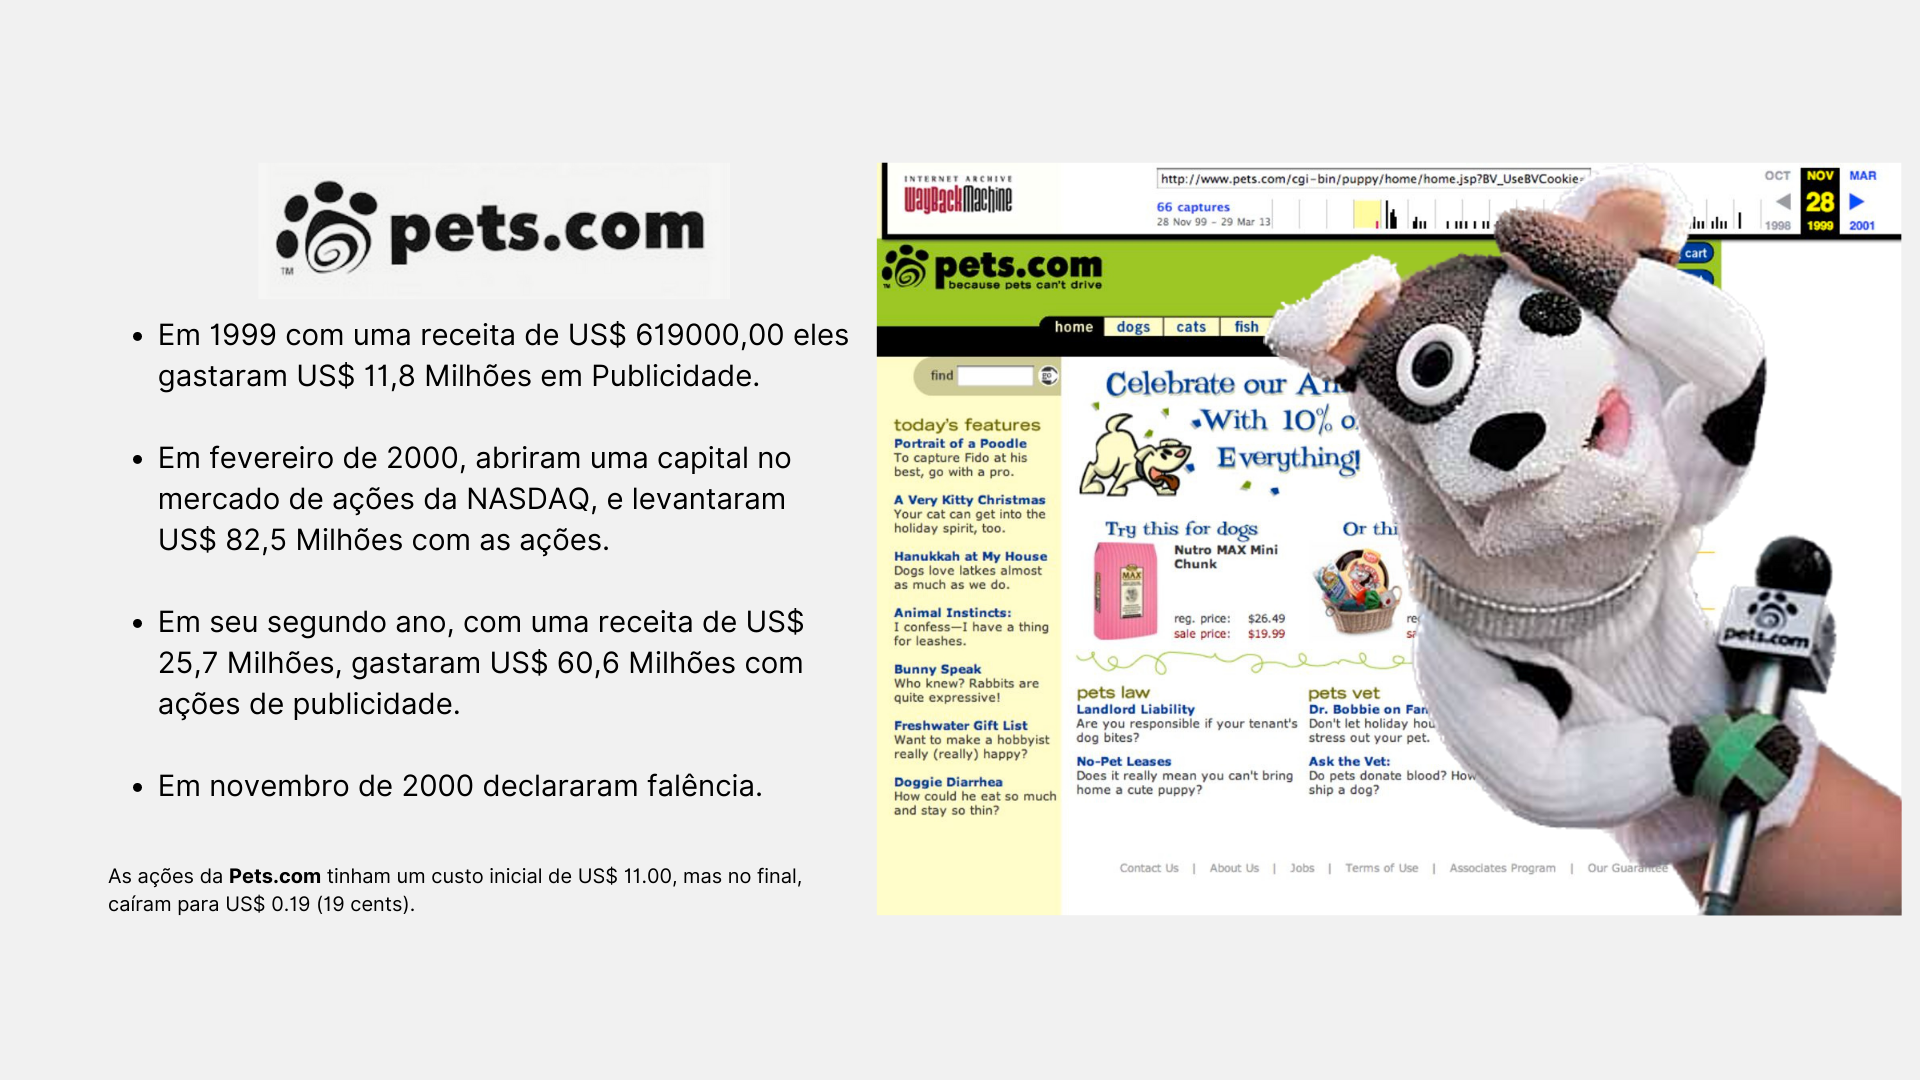 pets.com
TM
• Em 1999 com uma receita de US$ 619000,00 eles
gastaram US$ 11,8 Milhões em Publicidade.
• Em fevereiro de 2000, abriram uma capital no
mercado de ações da NASDAQ, e levantaram
US$ 82,5 Milhões com as ações.
• Em seu segundo ano, com uma receita de US$
25,7 Milhões, gastaram US$ 60,6 Milhões com
ações de publicidade.
• Em novembro de 2000 declararam falência.
As ações da Pets.com tinham um custo inicial de US$ 11.00, mas no final,
caíram para US$ 0.19 (19 cents).
INTERNET ARCHIVE
WayBackMachine
http://www.pets.com/cgi-bin/puppy/home/home.jsp?BV_UseBVCookie
66 captures
28 Nov 99 - 29 Mar 13
OCT NOV MAR
28
1998 1999 2001
pets.com
TM
because pets can't drive
cart
home dogs cats fish
find go
today's features
Portrait of a Poodle
To capture Fido at his
best, go with a pro.
A Very Kitty Christmas
Your cat can get into the
holiday spirit, too.
Hanukkah at My House
Dogs love latkes almost
as much as we do.
Animal Instincts:
I confess—I have a thing
for leashes.
Bunny Speak
Who knew? Rabbits are
quite expressive!
Freshwater Gift List
Want to make a hobbyist
really (really) happy?
Doggie Diarrhea
How could he eat so much
and stay so thin?
Celebrate our
With 10%
Everything!
Try this for dogs
Nutro MAX Mini
Chunk
MAX
reg. price: $26.49
sale price: $19.99
Or
pets law
Landlord Liability
Are you responsible if your tenant's
dog bites?
No-Pet Leases
Does it really mean you can't bring
home a cute puppy?
pets vet
Dr. Bobbie on
Don't let holiday
stress out your pet.
Ask the Vet:
Do pets donate blood? How
ship a dog?
pets.com
Contact Us | About Us | Jobs | Terms of Use | Associates Program | Our Guarantee